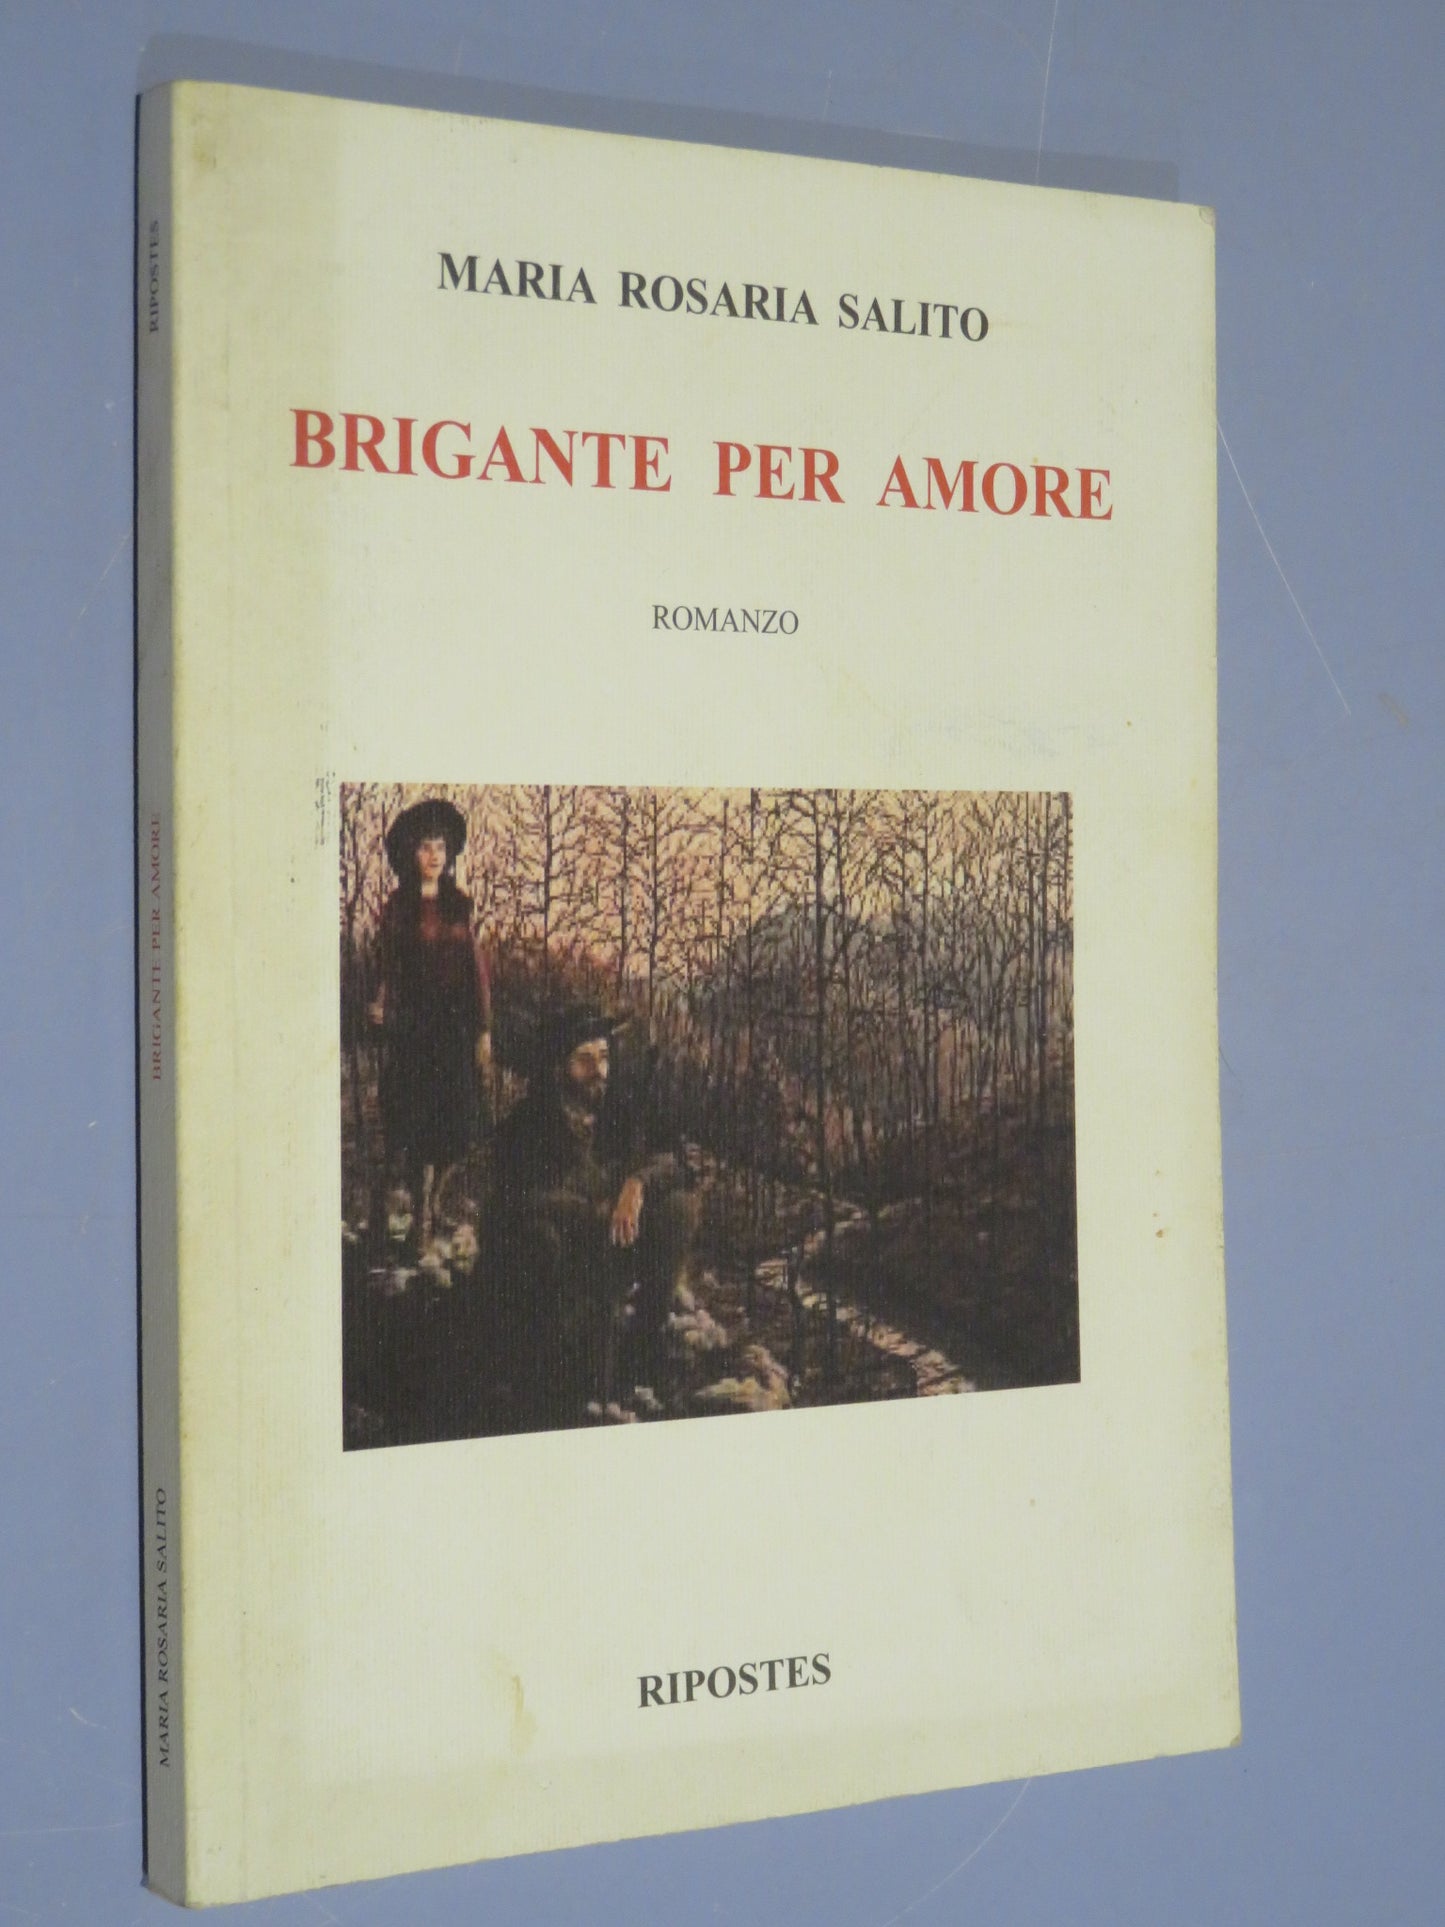 MARIA ROSARIA SALITO
BRIGANTE PER AMORE
ROMANZO
RIPOSTES
RIPOSTES
BRIGANTE PER AMORE
MARIA ROSARIA SALITO